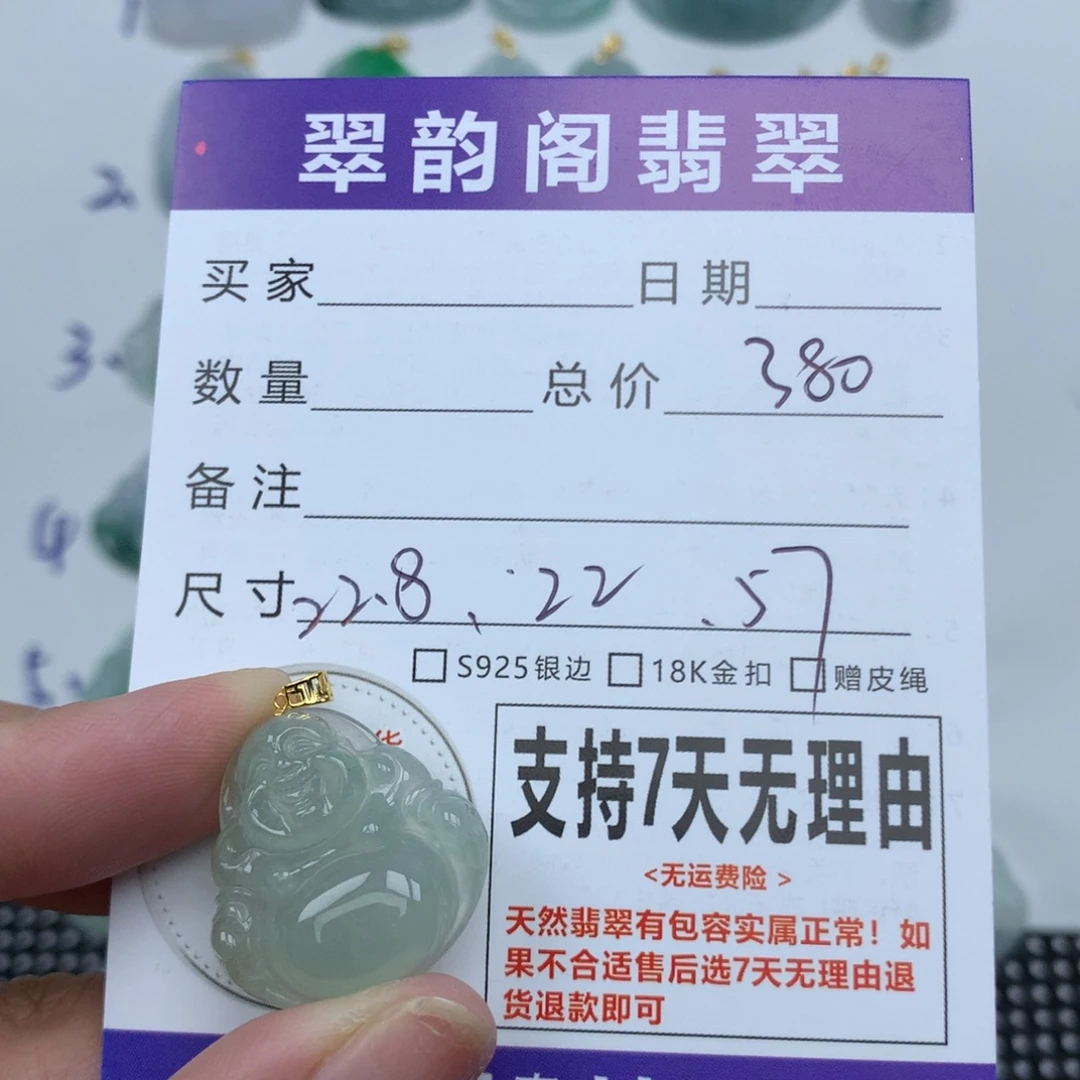 翠韵阁翡翠
2
买家 日期
3
数量 总价 380
备注
4
尺寸 22.8、22 .57
5
S925银边 18K金扣 赠皮绳
支持7天无理由
<无运费险 >
天然翡翠有包容实属正常！如
果不合适售后选7天无理由退
货退款即可